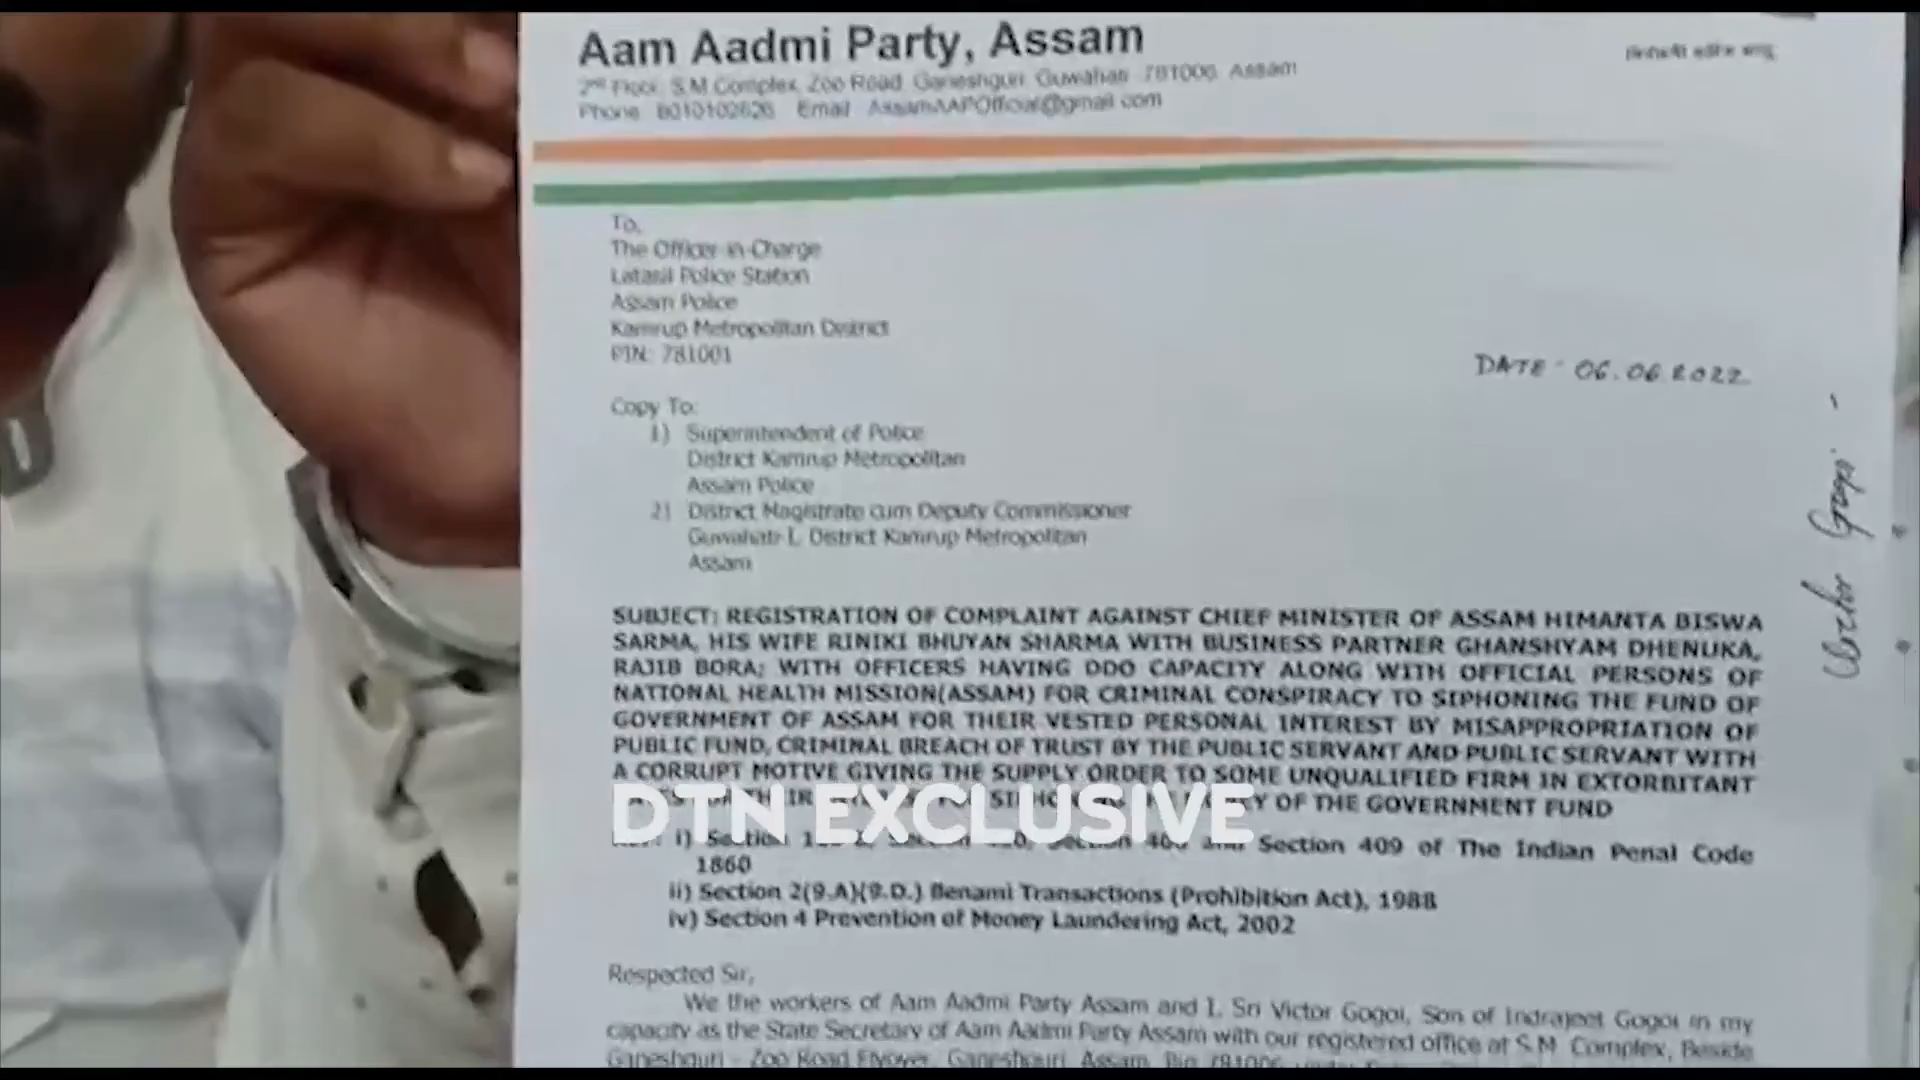 Aam Aadmi Party, Assam
2nd Floor, S.M Complex, Zoo Road, Ganeshguri, Guwahati 781006, Assam
Phone 8010102626 Email AssamAAPOfficial@gmail.com
To,
The Officer-in-Charge
Latasil Police Station
Assam Police
Kamrup Metropolitan District
PIN: 781001
DATE - 06.06.2022
Copy To:
1) Superintendent of Police
District Kamrup Metropolitan
Assam Police
2) District Magistrate cum Deputy Commissioner
Guwahati-I, District Kamrup Metropolitan
Assam
Victor Gogoi -
SUBJECT: REGISTRATION OF COMPLAINT AGAINST CHIEF MINISTER OF ASSAM HIMANTA BISWA
SARMA, HIS WIFE RINIKI BHUYAN SHARMA WITH BUSINESS PARTNER GHANSHYAM DHENUKA,
RAJIB BORA; WITH OFFICERS HAVING DDO CAPACITY ALONG WITH OFFICIAL PERSONS OF
NATIONAL HEALTH MISSION(ASSAM) FOR CRIMINAL CONSPIRACY TO SIPHONING THE FUND OF
GOVERNMENT OF ASSAM FOR THEIR VESTED PERSONAL INTEREST BY MISAPPROPRIATION OF
PUBLIC FUND, CRIMINAL BREACH OF TRUST BY THE PUBLIC SERVANT AND PUBLIC SERVANT WITH
A CORRUPT MOTIVE GIVING THE SUPPLY ORDER TO SOME UNQUALIFIED FIRM IN EXTORBITANT
OF THE GOVERNMENT FUND
DTN EXCLUSIVE
i) Section Section 409 of The Indian Penal Code
1860
ii) Section 2(9.A)(9.D.) Benami Transactions (Prohibition Act), 1988
iv) Section 4 Prevention of Money Laundering Act, 2002
Respected Sir,
We the workers of Aam Aadmi Party Assam and I, Sri Victor Gogoi, Son of Indrajeet Gogoi in my
capacity as the State Secretary of Aam Aadmi Party Assam with our registered office at S.M. Complex, Beside
Ganeshguri - Zoo Road Flyover, Ganeshguri, Assam, Pin 781006